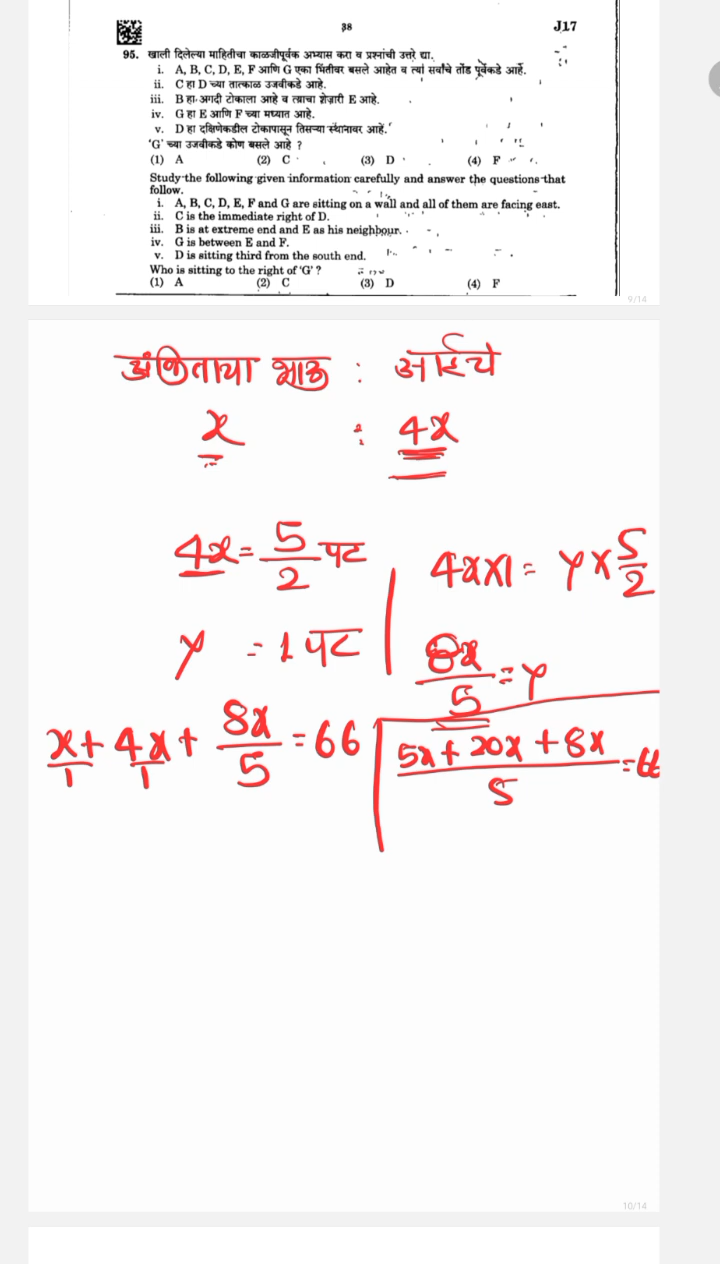 38
J17
95. खाली दिलेल्या माहितीचा काळजीपूर्वक अभ्यास करा व प्रश्नांची उत्तरे द्या.
i. A, B, C, D, E, F आणि G एका भिंतीवर बसले आहेत व त्यां सर्वांचे तोंड पूर्वेकडे आहे.
ii. C हा D च्या तात्काळ उजवीकडे आहे.
iii. B हा अगदी टोकाला आहे व त्याचा शेजारी E आहे.
iv. G हा E आणि F च्या मध्यात आहे.
v. D हा दक्षिणेकडील टोकापासून तिसऱ्या स्थानावर आहे.
'G' च्या उजवीकडे कोण बसले आहे ?
(1) A (2) C (3) D (4) F
Study the following given information carefully and answer the questions that
follow.
i. A, B, C, D, E, F and G are sitting on a wall and all of them are facing east.
ii. C is the immediate right of D.
iii. B is at extreme end and E as his neighbour.
iv. G is between E and F.
v. D is sitting third from the south end.
Who is sitting to the right of 'G' ?
(1) A (2) C (3) D (4) F
9/14
अंकिताचा भाऊ : आईचे
x : 4x
4x = 5/2 पट
4x×1 = y × 5/2
y = 1 पट
8x/5 = y
x/1 + 4x/1 + 8x/5 = 66
5x + 20x + 8x / 5 = 66
10/14